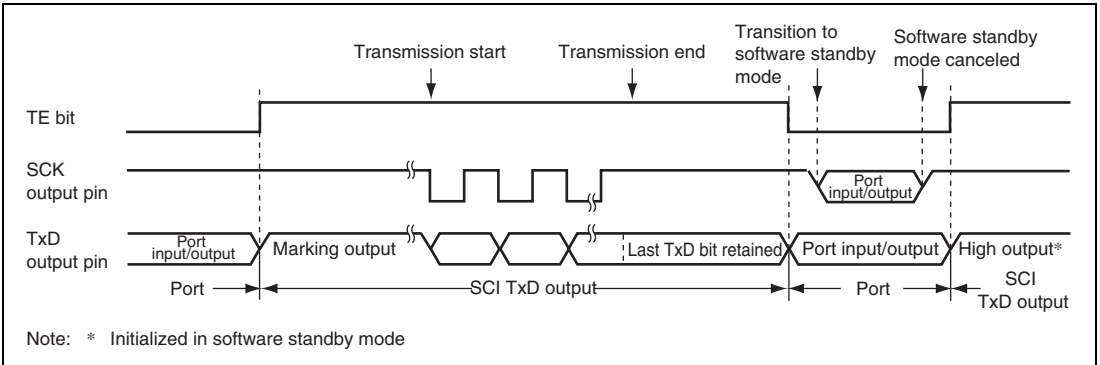 Transmission start
Transmission end
Transition to
software standby
mode
Software standby
mode canceled
TE bit
SCK
output pin
Port
input/output
TxD
output pin
Port
input/output
Marking output
Last TxD bit retained
Port input/output
High output*
Port
SCI TxD output
Port
SCI
TxD output
Note: * Initialized in software standby mode